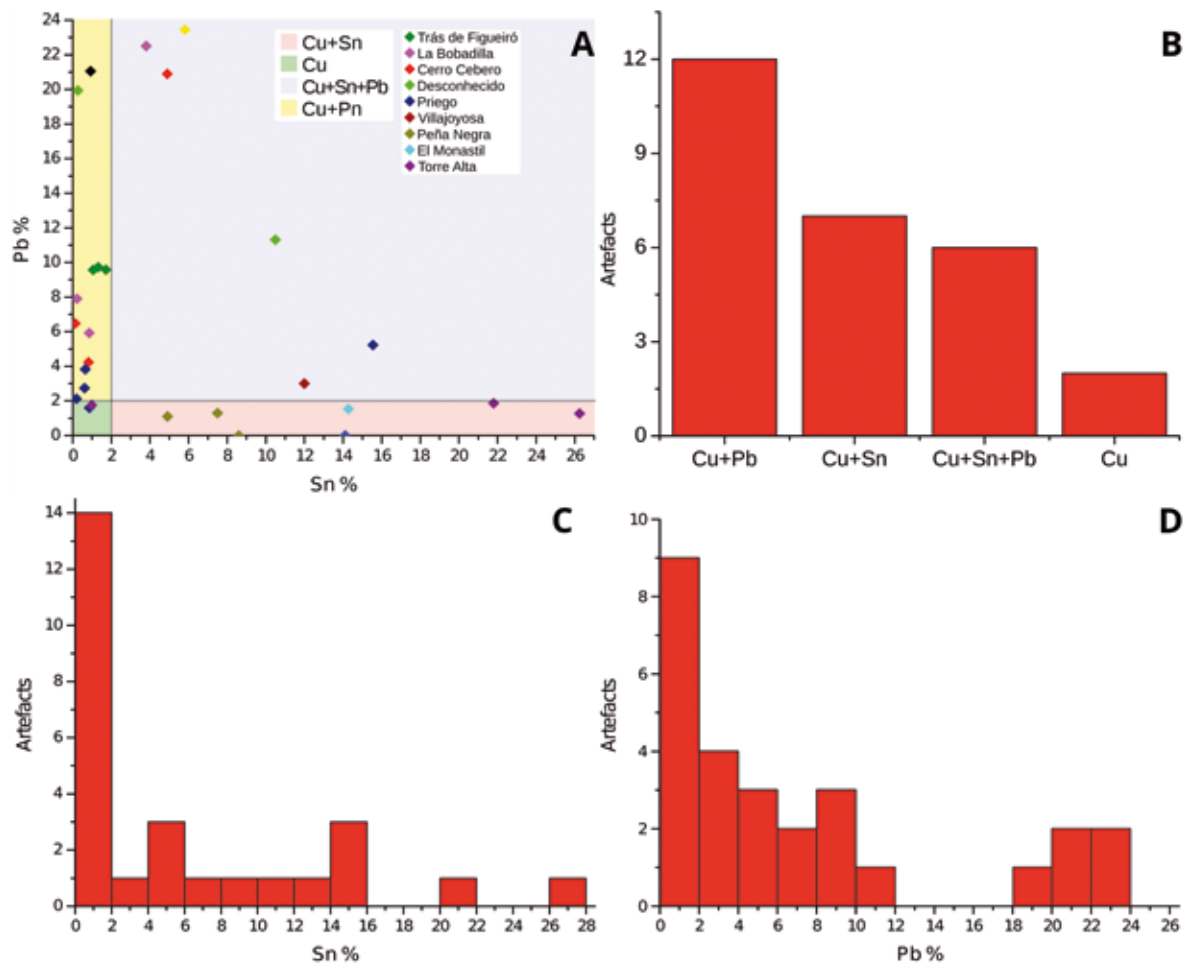 A
24
22
20
18
16
14
12
10
8
6
4
2
0
Pb %
0 2 4 6 8 10 12 14 16 18 20 22 24 26
Sn %
Cu+Sn
Cu
Cu+Sn+Pb
Cu+Pn
Trás de Figueiró
La Bobadilla
Cerro Cebero
Desconhecido
Priego
Villajoyosa
Peña Negra
El Monastil
Torre Alta
B
12
9
6
3
0
Artefacts
Cu+Pb Cu+Sn Cu+Sn+Pb Cu
C
14
12
10
8
6
4
2
0
Artefacts
0 2 4 6 8 10 12 14 16 18 20 22 24 26 28
Sn %
D
10
8
6
4
2
0
Artefacts
0 2 4 6 8 10 12 14 16 18 20 22 24 26
Pb %